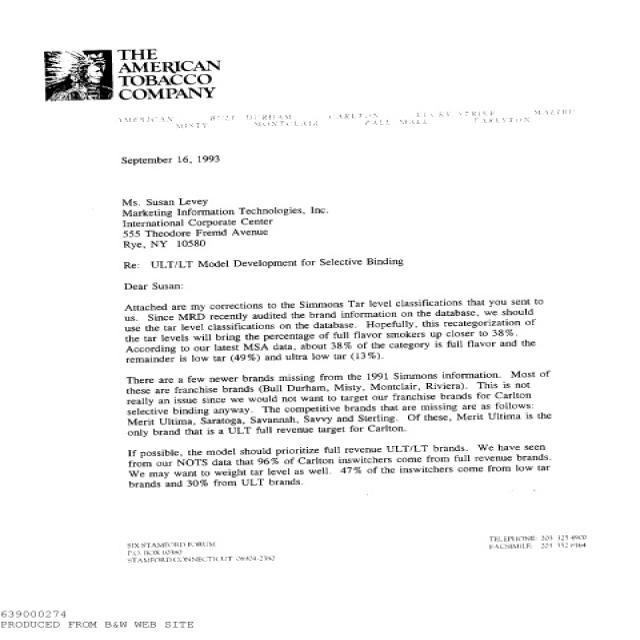 THE
AMERICAN
TOBACCO
COMPANY
AMERICAN BULL DURHAM CARLTON LUCKY STRIKE MALIBU
MISTY MONTCLAIR PALL MALL TAREYTON
September 16, 1993
Ms. Susan Levey
Marketing Information Technologies, Inc.
International Corporate Center
555 Theodore Fremd Avenue
Rye, NY 10580
Re: ULT/LT Model Development for Selective Binding
Dear Susan:
Attached are my corrections to the Simmons Tar level classifications that you sent to
us. Since MRD recently audited the brand information on the database, we should
use the tar level classifications on the database. Hopefully, this recategorization of
the tar levels will bring the percentage of full flavor smokers up closer to 38%.
According to our latest MSA data, about 38% of the category is full flavor and the
remainder is low tar (49%) and ultra low tar (13%).
There are a few newer brands missing from the 1991 Simmons information. Most of
these are franchise brands (Bull Durham, Misty, Montclair, Riviera). This is not
really an issue since we would not want to target our franchise brands for Carlton
selective binding anyway. The competitive brands that are missing are as follows:
Merit Ultima, Saratoga, Savannah, Savvy and Sterling. Of these, Merit Ultima is the
only brand that is a ULT full revenue target for Carlton.
If possible, the model should prioritize full revenue ULT/LT brands. We have seen
from our NOTS data that 96% of Carlton inswitchers come from full revenue brands.
We may want to weight tar level as well. 47% of the inswitchers come from low tar
brands and 30% from ULT brands.
SIX STAMFORD FORUM
P.O. BOX 10380
STAMFORD CONNECTICUT 06904-2380
TELEPHONE: 203 325-4900
FACSIMILE: 203
639000274
PRODUCED FROM B&W WEB SITE